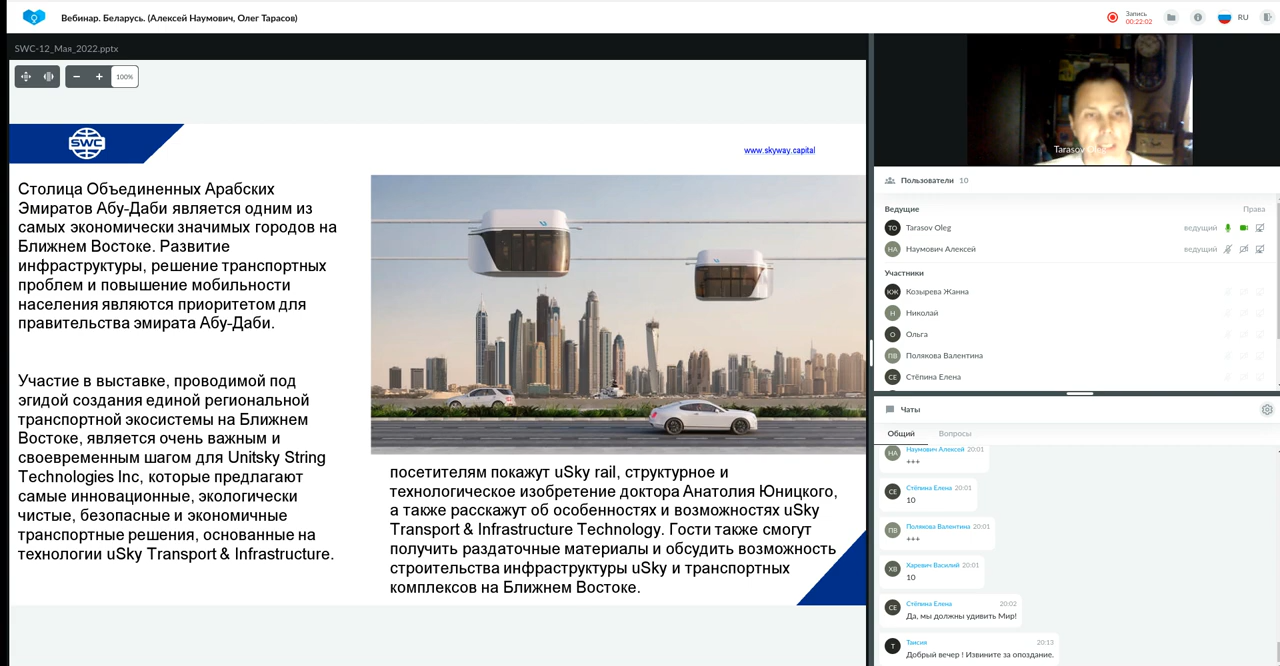 Вебинар. Беларусь. (Алексей Наумович, Олег Тарасов)
Запись
00:22:02
RU
SWC-12_Мая_2022.pptx
100%
SWC
www.skyway.capital
Столица Объединенных Арабских
Эмиратов Абу-Даби является одним из
самых экономически значимых городов на
Ближнем Востоке. Развитие
инфраструктуры, решение транспортных
проблем и повышение мобильности
населения являются приоритетом для
правительства эмирата Абу-Даби.
Участие в выставке, проводимой под
эгидой создания единой региональной
транспортной экосистемы на Ближнем
Востоке, является очень важным и
своевременным шагом для Unitsky String
Technologies Inc, которые предлагают
самые инновационные, экологически
чистые, безопасные и экономичные
транспортные решения, основанные на
технологии uSky Transport & Infrastructure.
посетителям покажут uSky rail, структурное и
технологическое изобретение доктора Анатолия Юницкого,
а также расскажут об особенностях и возможностях uSky
Transport & Infrastructure Technology. Гости также смогут
получить раздаточные материалы и обсудить возможность
строительства инфраструктуры uSky и транспортных
комплексов на Ближнем Востоке.
Tarasov Oleg
Пользователи 10
Ведущие Права
TO Tarasov Oleg ведущий
НА Наумович Алексей ведущий
Участники
КЖ Козырева Жанна
Н Николай
О Ольга
ПВ Полякова Валентина
СЕ Стёпина Елена
Чаты
Общий Вопросы
НА Наумович Алексей 20:01
+++
СЕ Стёпина Елена 20:01
10
ПВ Полякова Валентина 20:01
+++
ХВ Харевич Василий 20:01
10
СЕ Стёпина Елена 20:02
Да, мы должны удивить Мир!
Т Таисия 20:13
Добрый вечер ! Извините за опоздание.